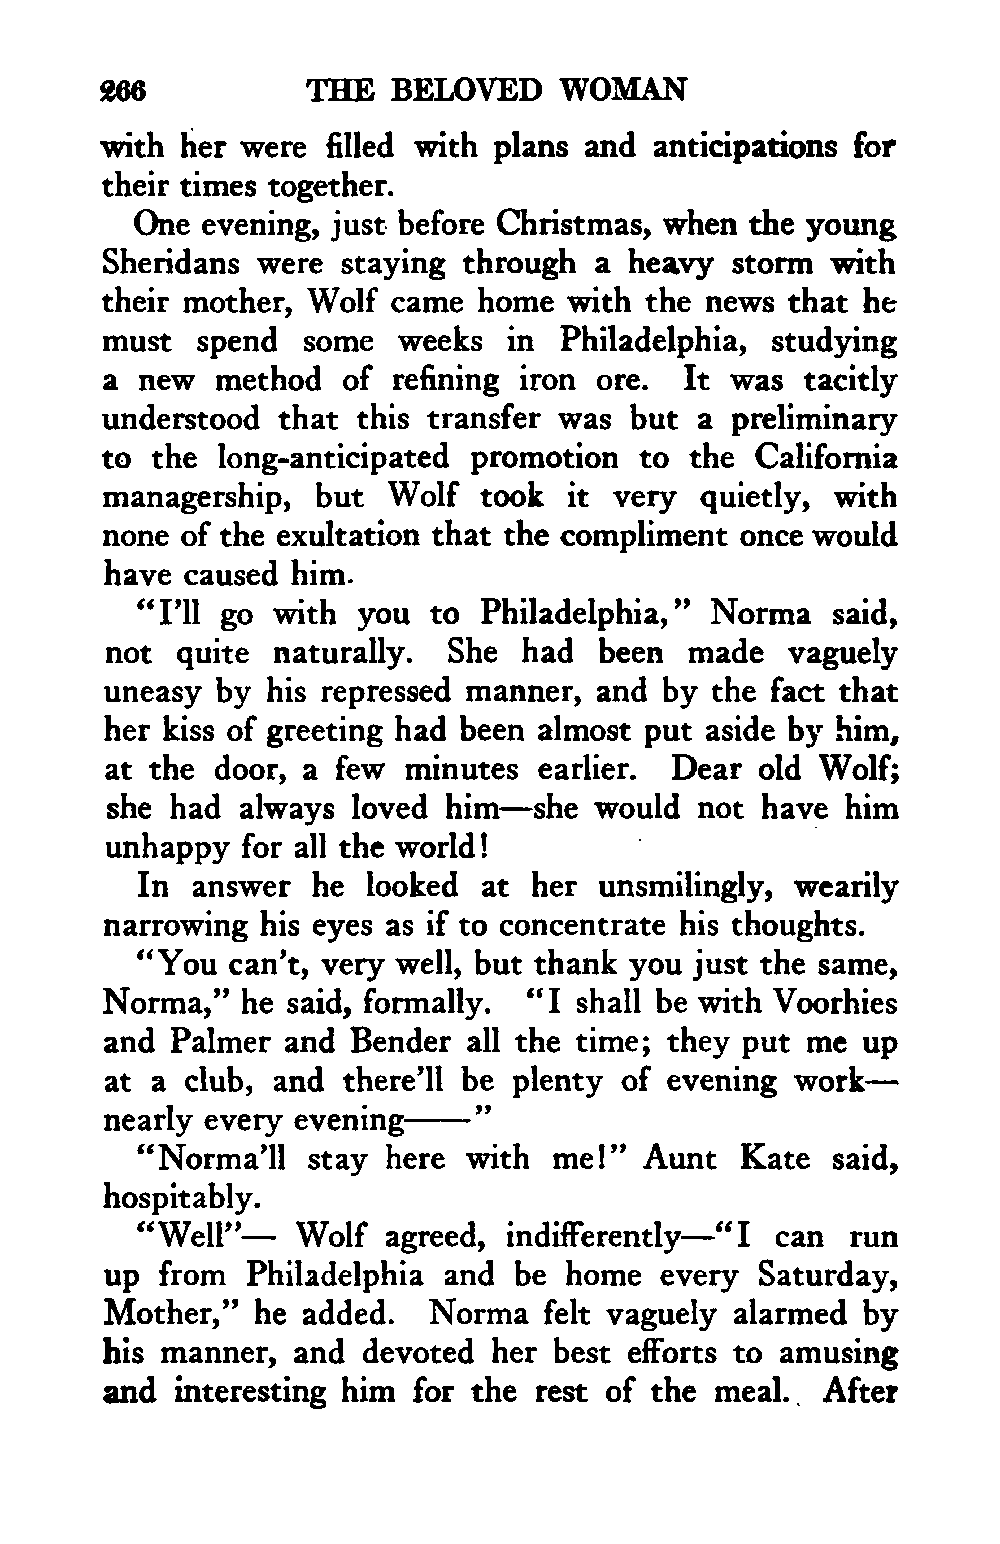 266 THE BELOVED WOMAN
with her were filled with plans and anticipations for
their times together.
One evening, just before Christmas, when the young
Sheridans were staying through a heavy storm with
their mother, Wolf came home with the news that he
must spend some weeks in Philadelphia, studying
a new method of refining iron ore. It was tacitly
understood that this transfer was but a preliminary
to the long-anticipated promotion to the California
managership, but Wolf took it very quietly, with
none of the exultation that the compliment once would
have caused him.
“I’ll go with you to Philadelphia,” Norma said,
not quite naturally. She had been made vaguely
uneasy by his repressed manner, and by the fact that
her kiss of greeting had been almost put aside by him,
at the door, a few minutes earlier. Dear old Wolf;
she had always loved him—she would not have him
unhappy for all the world!
In answer he looked at her unsmilingly, wearily
narrowing his eyes as if to concentrate his thoughts.
“You can’t, very well, but thank you just the same,
Norma,” he said, formally. “I shall be with Voorhies
and Palmer and Bender all the time; they put me up
at a club, and there’ll be plenty of evening work—
nearly every evening——”
“Norma’ll stay here with me!” Aunt Kate said,
hospitably.
“Well”— Wolf agreed, indifferently—“I can run
up from Philadelphia and be home every Saturday,
Mother,” he added. Norma felt vaguely alarmed by
his manner, and devoted her best efforts to amusing
and interesting him for the rest of the meal. After